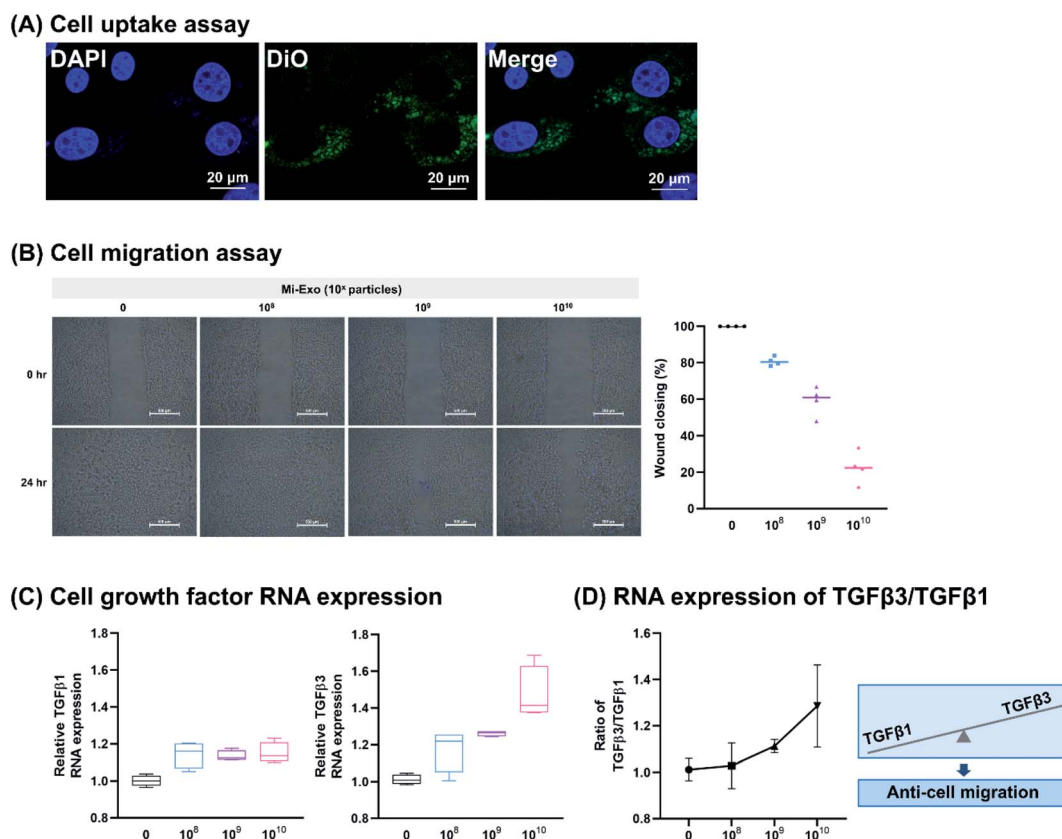 (A) Cell uptake assay
DAPI DiO Merge
20 µm 20 µm 20 µm
(B) Cell migration assay
Mi-Exo (10ˣ particles)
0 10⁸ 10⁹ 10¹⁰
0 hr
24 hr
Wound closing (%)
100
80
60
40
20
0
0 10⁸ 10⁹ 10¹⁰
(C) Cell growth factor RNA expression
Relative TGFβ1
RNA expression
1.8
1.6
1.4
1.2
1.0
0.8
0 10⁸ 10⁹ 10¹⁰
Relative TGFβ3
RNA expression
1.8
1.6
1.4
1.2
1.0
0.8
0 10⁸ 10⁹ 10¹⁰
(D) RNA expression of TGFβ3/TGFβ1
Ratio of
TGFβ3/TGFβ1
1.6
1.4
1.2
1.0
0.8
0 10⁸ 10⁹ 10¹⁰
TGFβ1 TGFβ3
Anti-cell migration